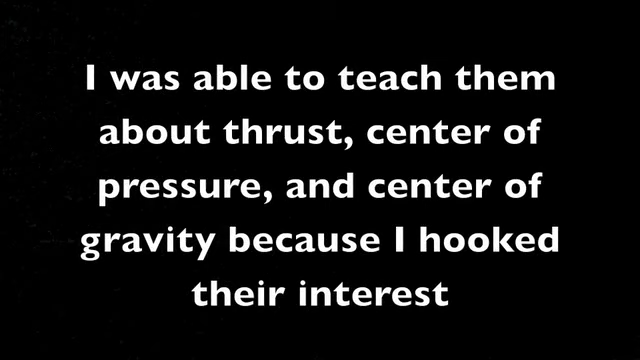 I was able to teach them
about thrust, center of
pressure, and center of
gravity because I hooked
their interest